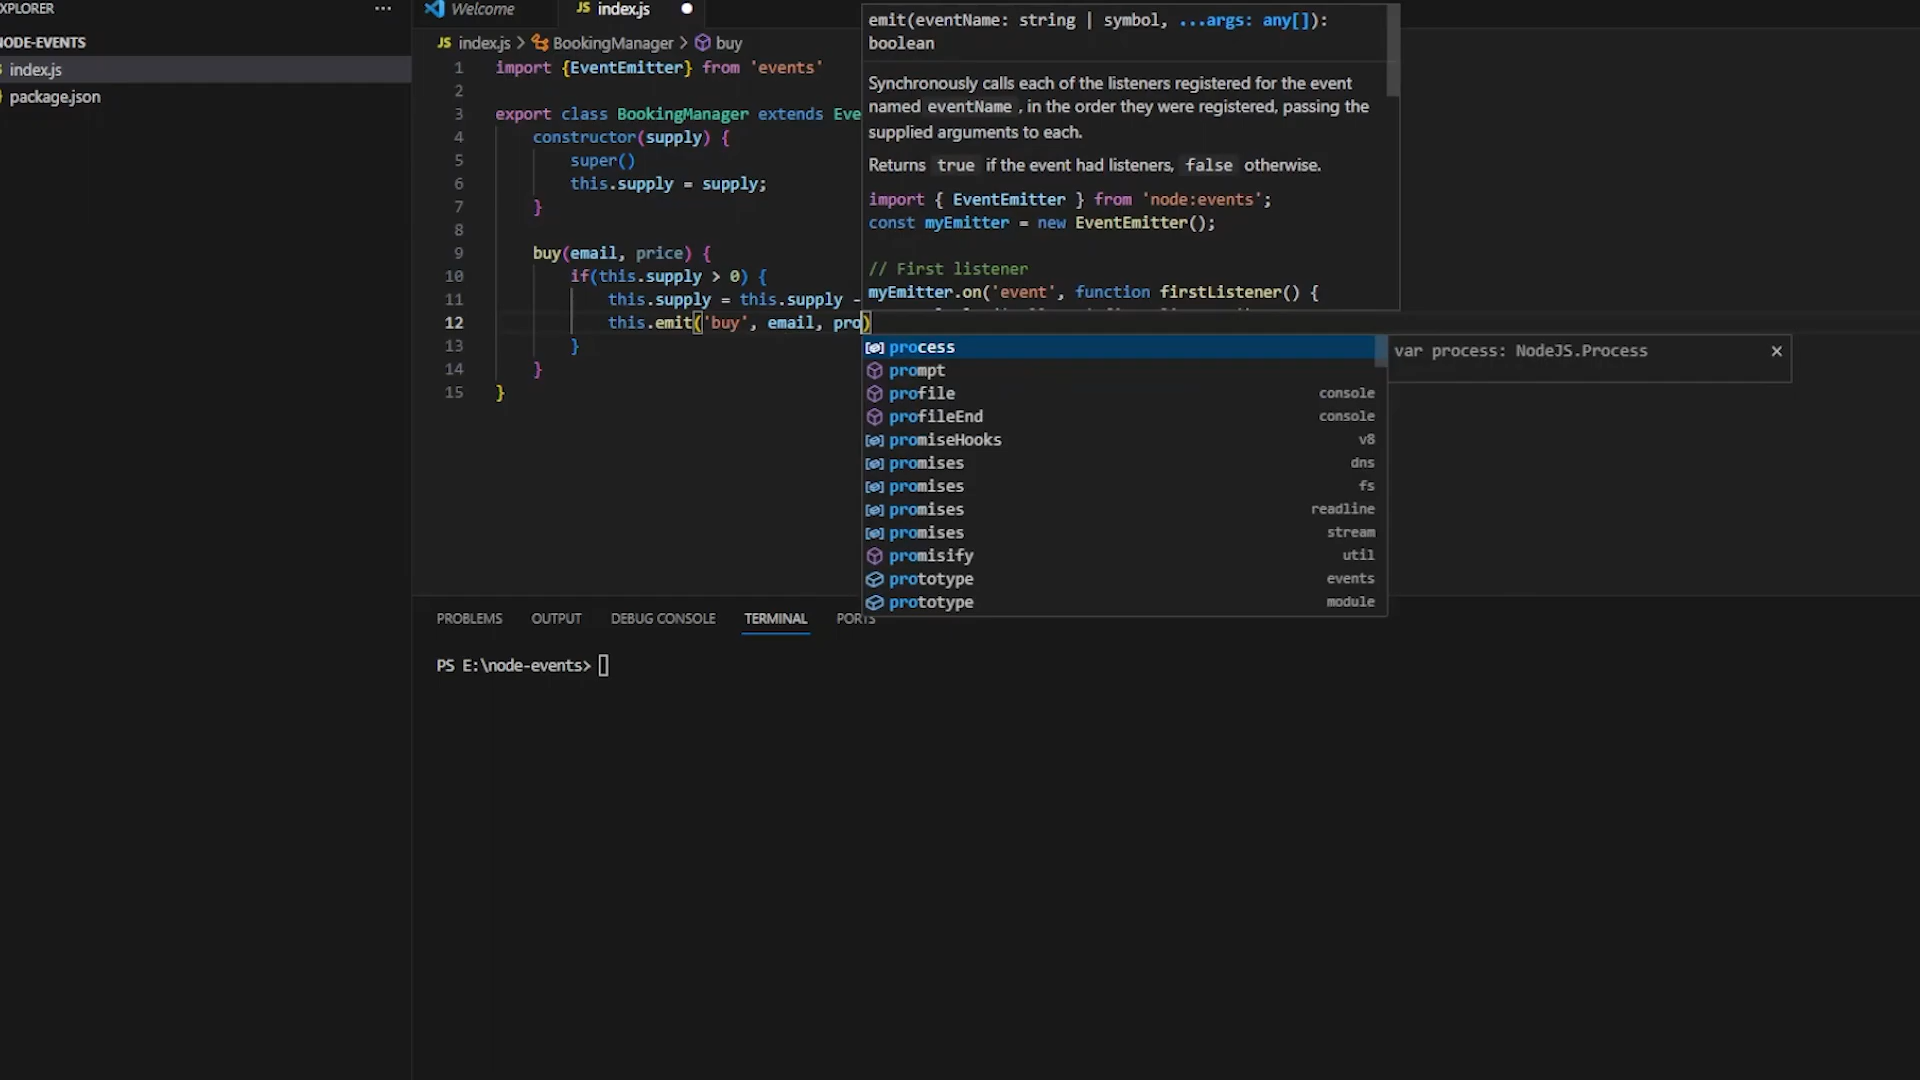 XPLORER
···
NODE-EVENTS
index.js
package.json
Welcome
JS index.js
JS index.js > BookingManager > buy
1 import {EventEmitter} from 'events'
2
3 export class BookingManager extends Eve
4 constructor(supply) {
5 super()
6 this.supply = supply;
7 }
8
9 buy(email, price) {
10 if(this.supply > 0) {
11 this.supply = this.supply -
12 this.emit('buy', email, pro)
13 }
14 }
15 }
emit(eventName: string | symbol, ...args: any[]):
boolean
Synchronously calls each of the listeners registered for the event
named eventName , in the order they were registered, passing the
supplied arguments to each.
Returns true if the event had listeners, false otherwise.
import { EventEmitter } from 'node:events';
const myEmitter = new EventEmitter();
// First listener
myEmitter.on('event', function firstListener() {
process
prompt
profile console
profileEnd console
promiseHooks v8
promises dns
promises fs
promises readline
promises stream
promisify util
prototype events
prototype module
var process: NodeJS.Process
PROBLEMS OUTPUT DEBUG CONSOLE TERMINAL PORTS
PS E:\node-events>